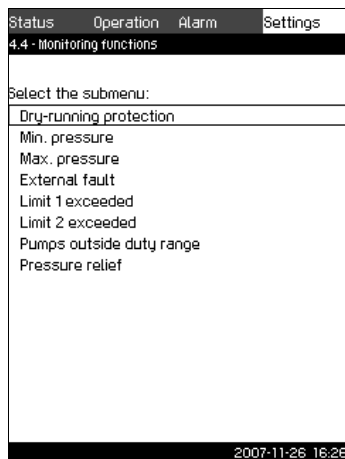 Status Operation Alarm Settings
4.4 - Monitoring functions
Select the submenu:
Dry-running protection
Min. pressure
Max. pressure
External fault
Limit 1 exceeded
Limit 2 exceeded
Pumps outside duty range
Pressure relief
2007-11-26 16:26